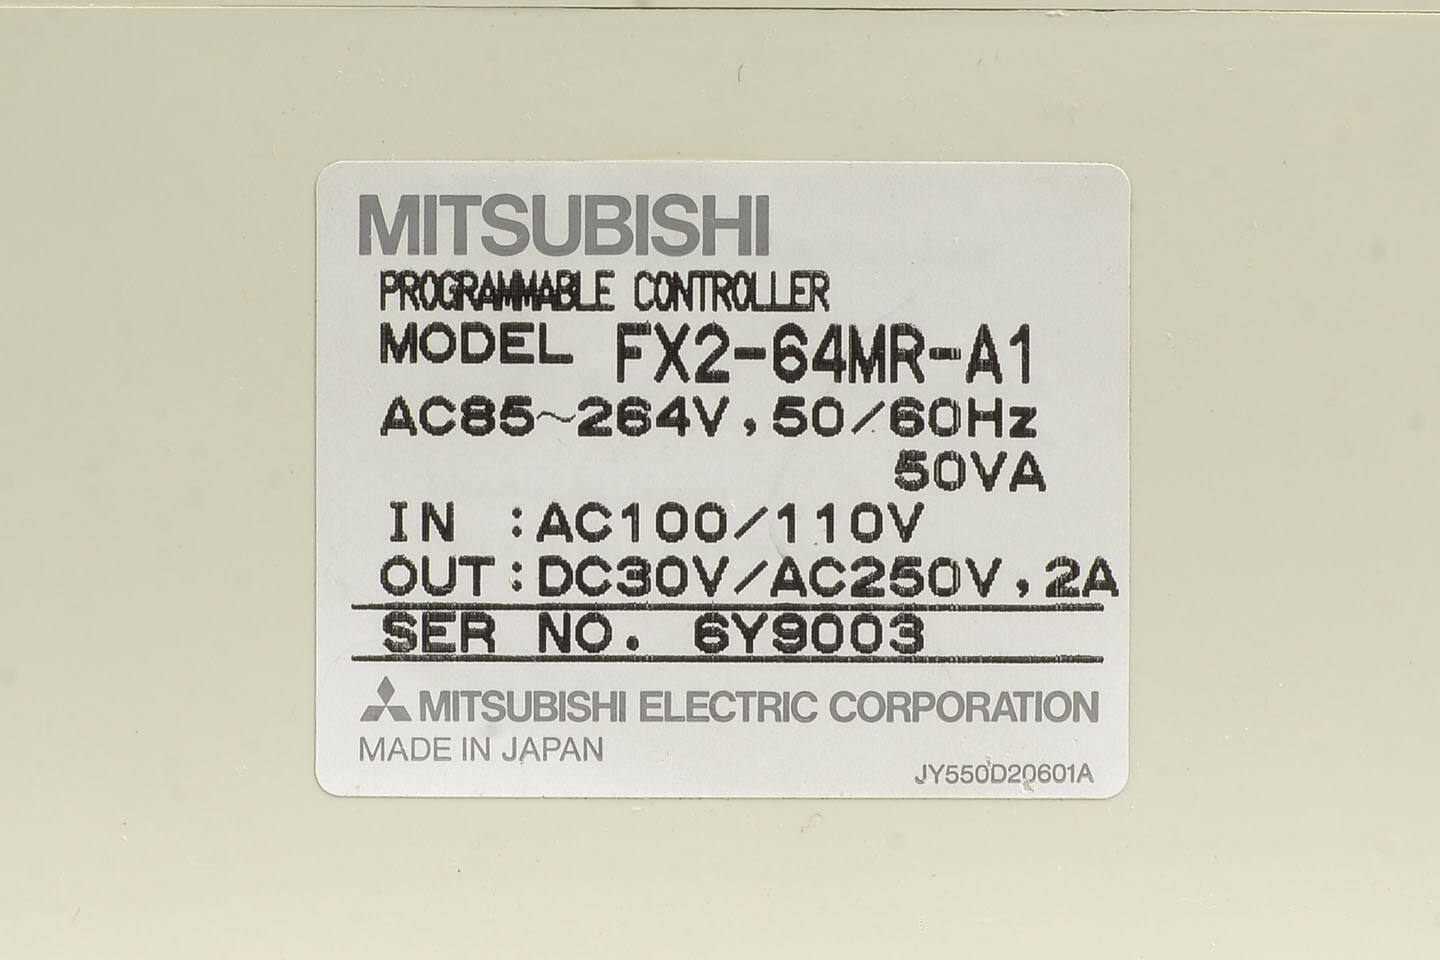 MITSUBISHI
PROGRAMMABLE CONTROLLER
MODEL FX2-64MR-A1
AC85~264V, 50/60Hz
50VA
IN :AC100/110V
OUT:DC30V/AC250V, 2A
SER NO. 6Y9003
MITSUBISHI ELECTRIC CORPORATION
MADE IN JAPAN
JY550D20601A